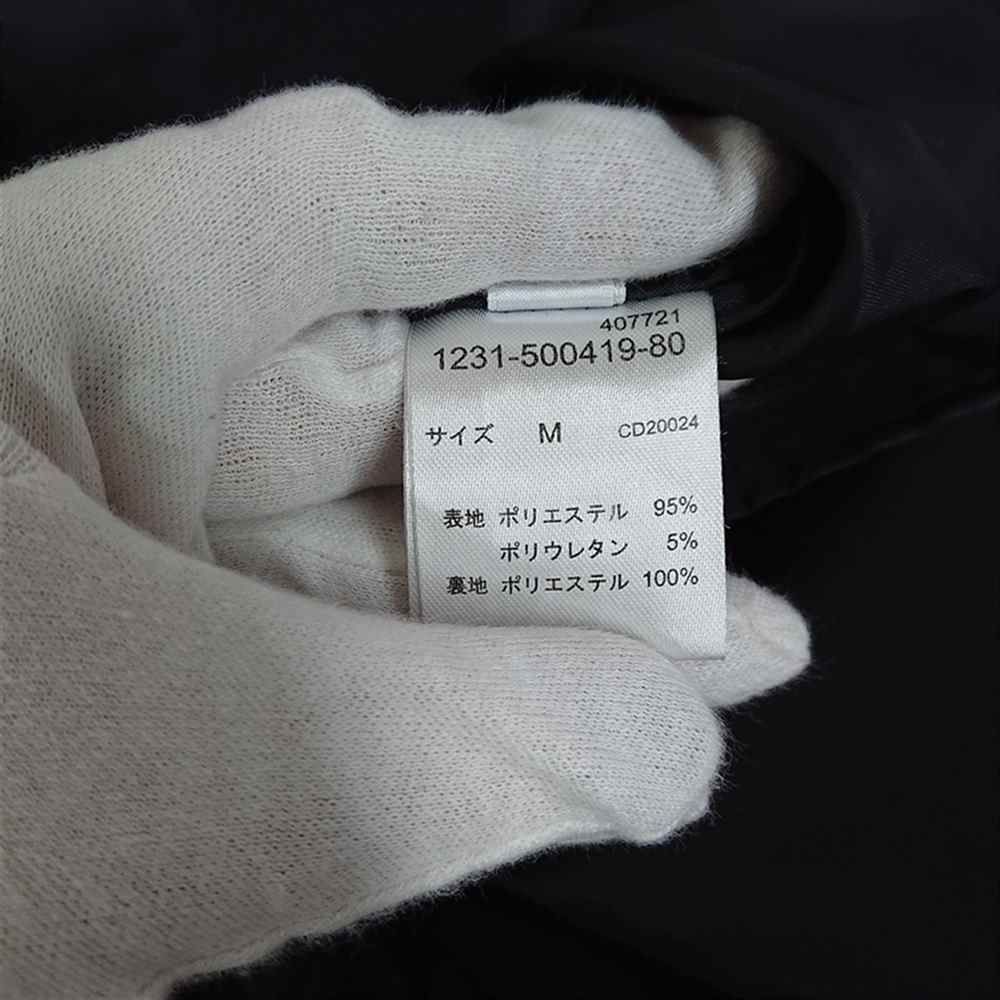 407721
1231-500419-80
サイズ M CD20024
表地 ポリエステル 95%
ポリウレタン 5%
裏地 ポリエステル 100%